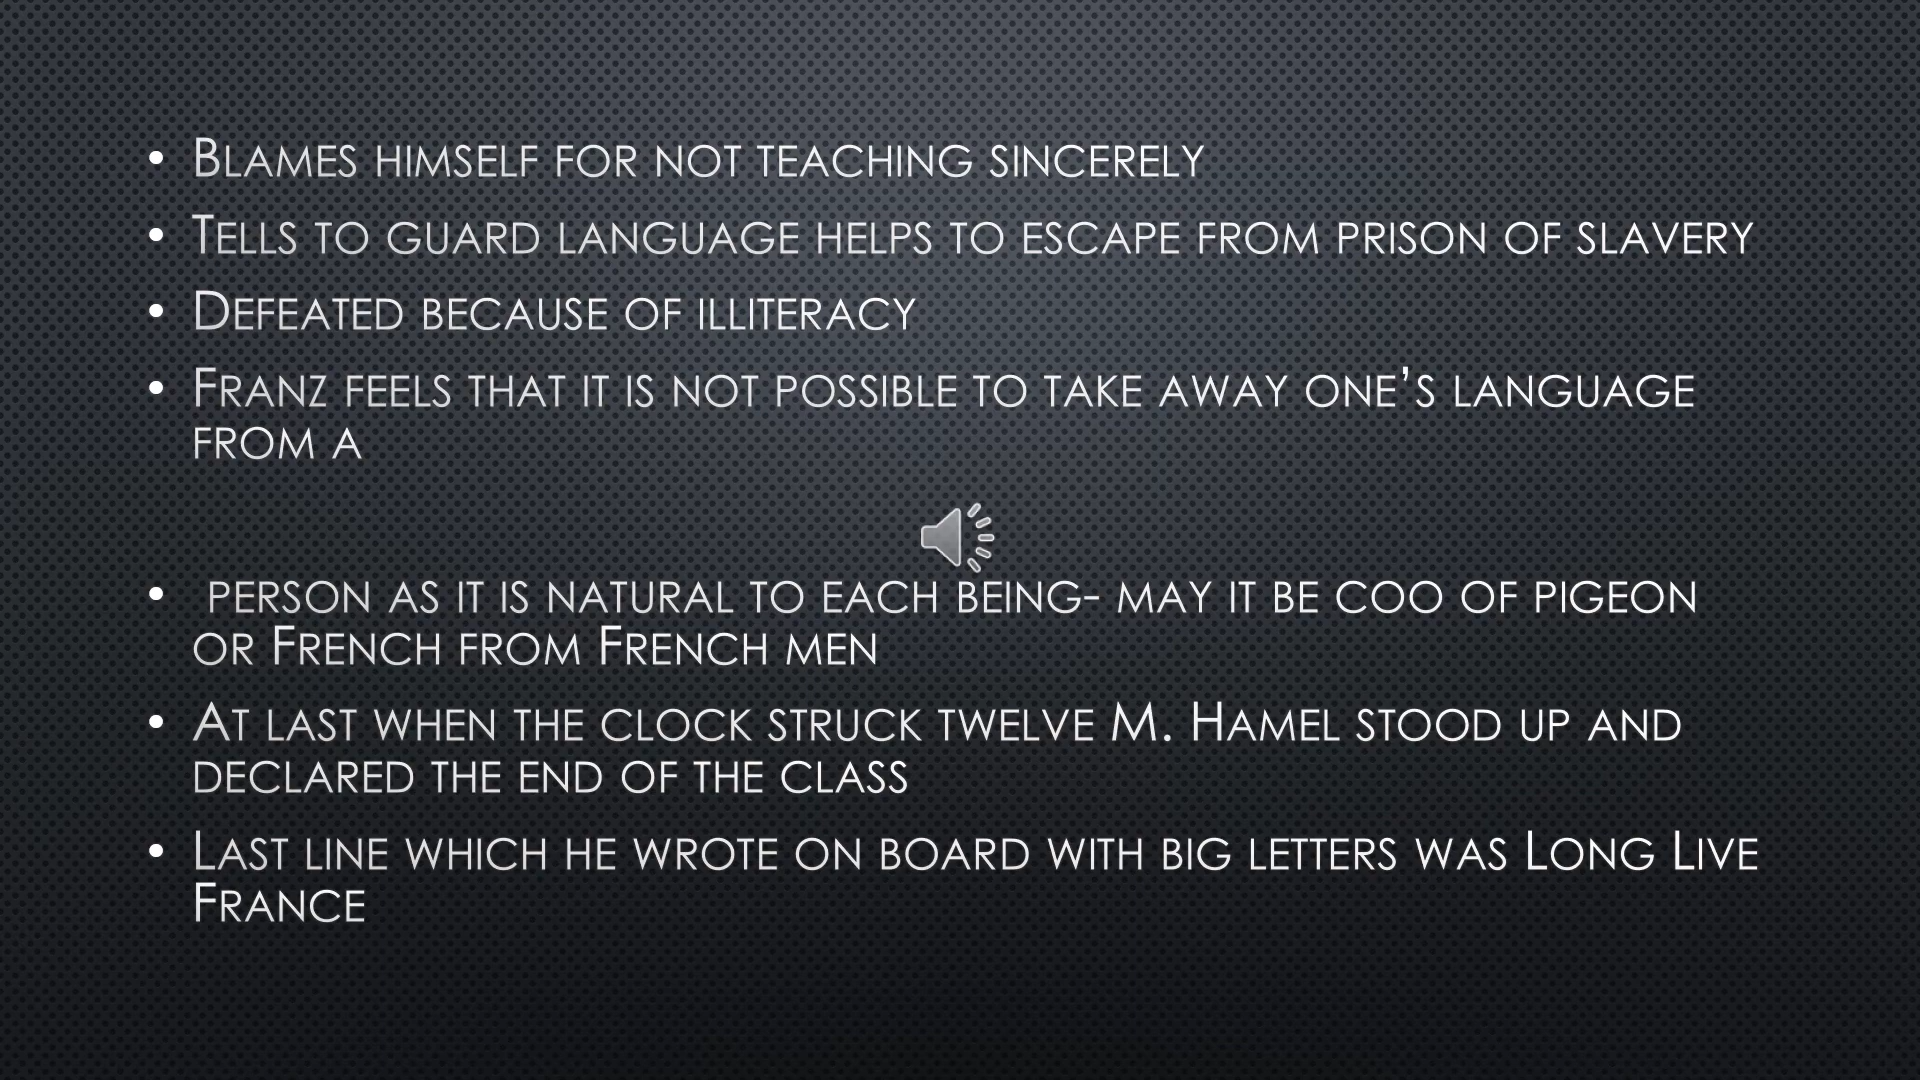 • Blames himself for not teaching sincerely
• Tells to guard language helps to escape from prison of slavery
• Defeated because of illiteracy
• Franz feels that it is not possible to take away one’s language
from a
• person as it is natural to each being- may it be coo of pigeon
or French from French men
• At last when the clock struck twelve M. Hamel stood up and
declared the end of the class
• Last line which he wrote on board with big letters was Long Live
France